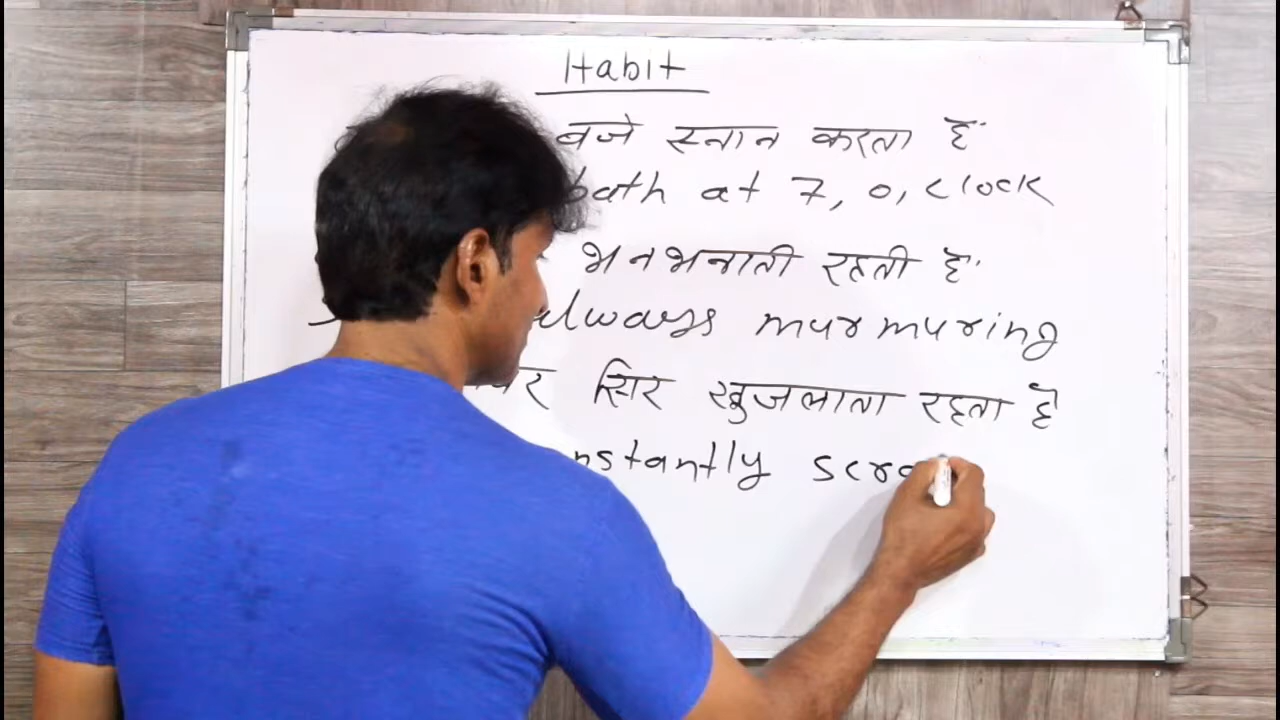 Habit
बजे स्नान करता हैं
bath at 7, o, clock
भनभनाती रहती हैं
always murmuring
सिर खुजलाता रहता है
nstantly scra